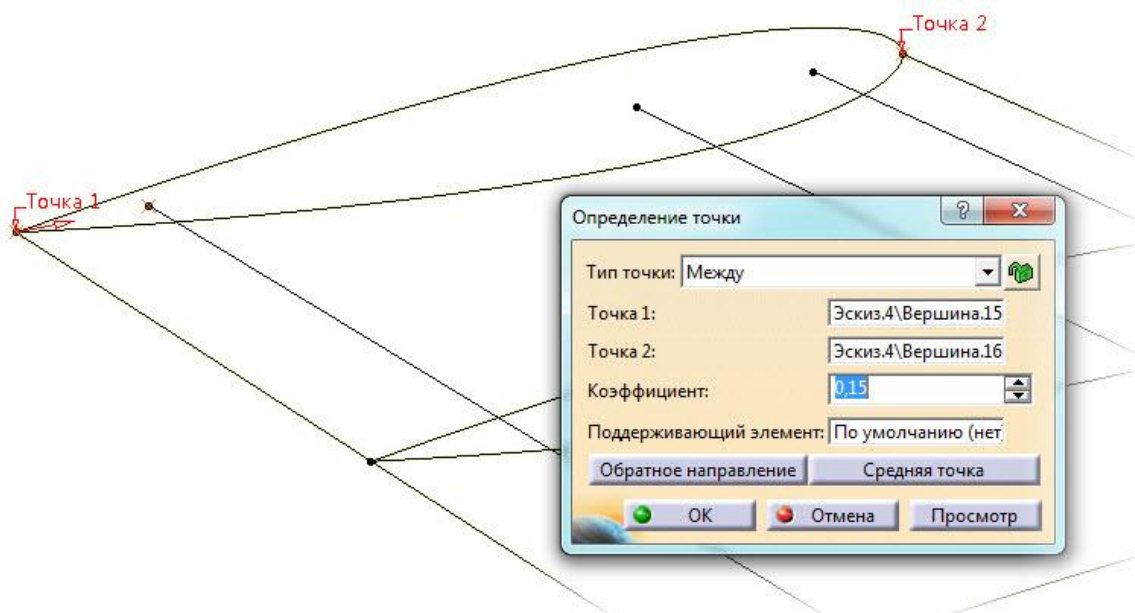 Точка 2
Точка 1
Определение точки
Тип точки: Между
Точка 1: Эскиз.4\Вершина.15
Точка 2: Эскиз.4\Вершина.16
Коэффициент: 0,15
Поддерживающий элемент: По умолчанию (нет)
Обратное направление Средняя точка
ОК Отмена Просмотр